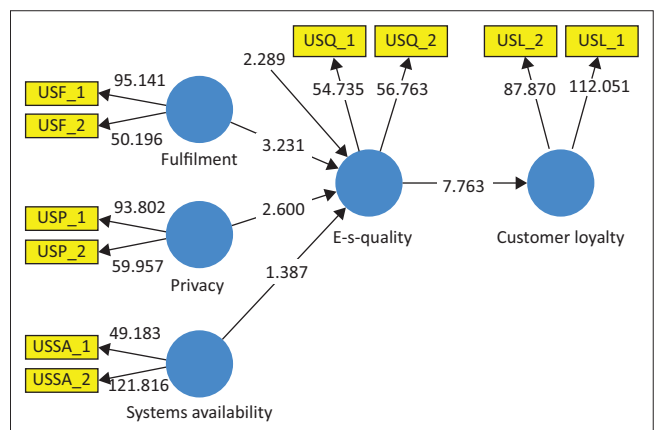 USQ_1
USQ_2
USL_2
USL_1
USF_1
95.141
2.289
54.735
56.763
87.870
112.051
USF_2
50.196
Fulfilment
3.231
USP_1
93.802
2.600
7.763
USP_2
59.957
E-s-quality
Customer loyalty
Privacy
1.387
USSA_1
49.183
USSA_2
121.816
Systems availability